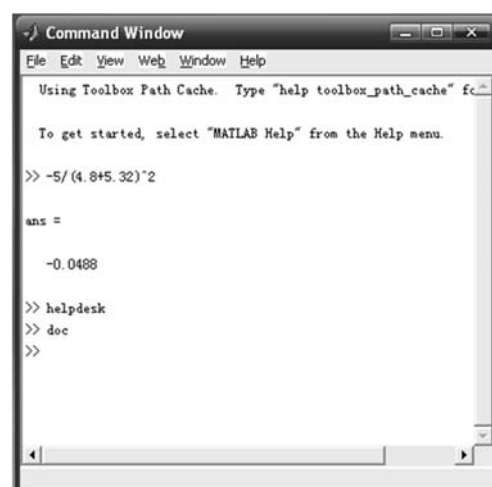 Command Window
File Edit View Web Window Help
Using Toolbox Path Cache. Type "help toolbox_path_cache" fo
To get started, select "MATLAB Help" from the Help menu.
>> -5/(4.8+5.32)^2
ans =
-0.0488
>> helpdesk
>> doc
>>